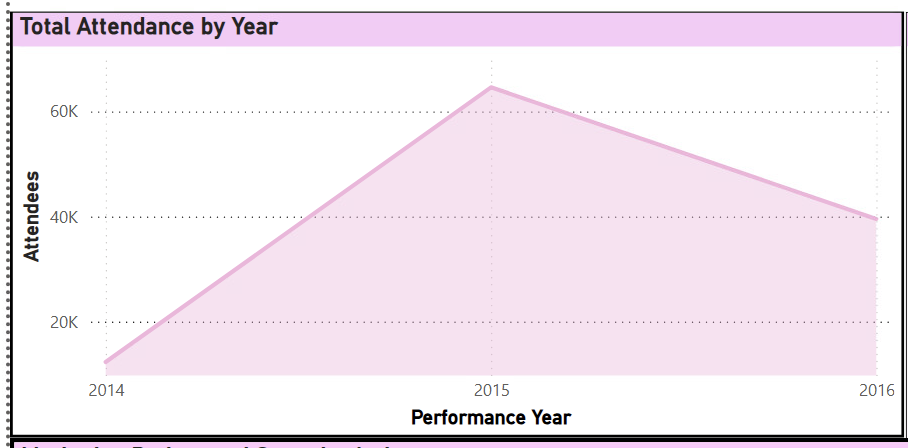 Total Attendance by Year
60K
40K
20K
Attendees
2014 2015 2016
Performance Year